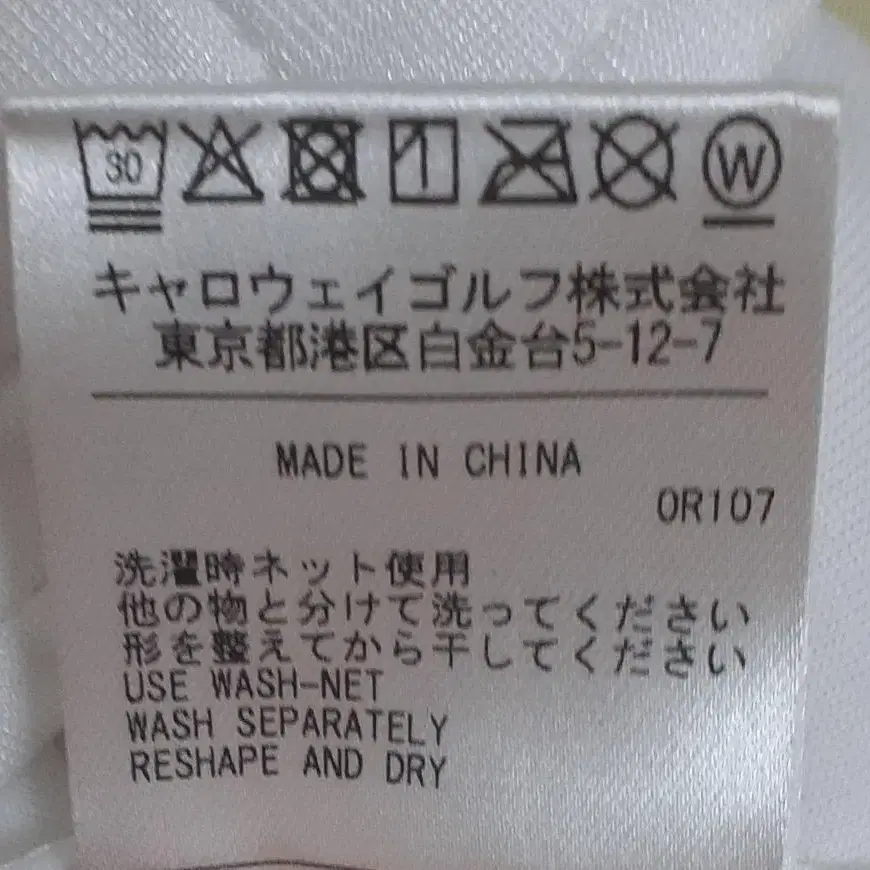 30 W
キャロウェイゴルフ株式会社
東京都港区白金台5-12-7
MADE IN CHINA
0R107
洗濯時ネット使用
他の物と分けて洗ってください
形を整えてから干してください
USE WASH-NET
WASH SEPARATELY
RESHAPE AND DRY